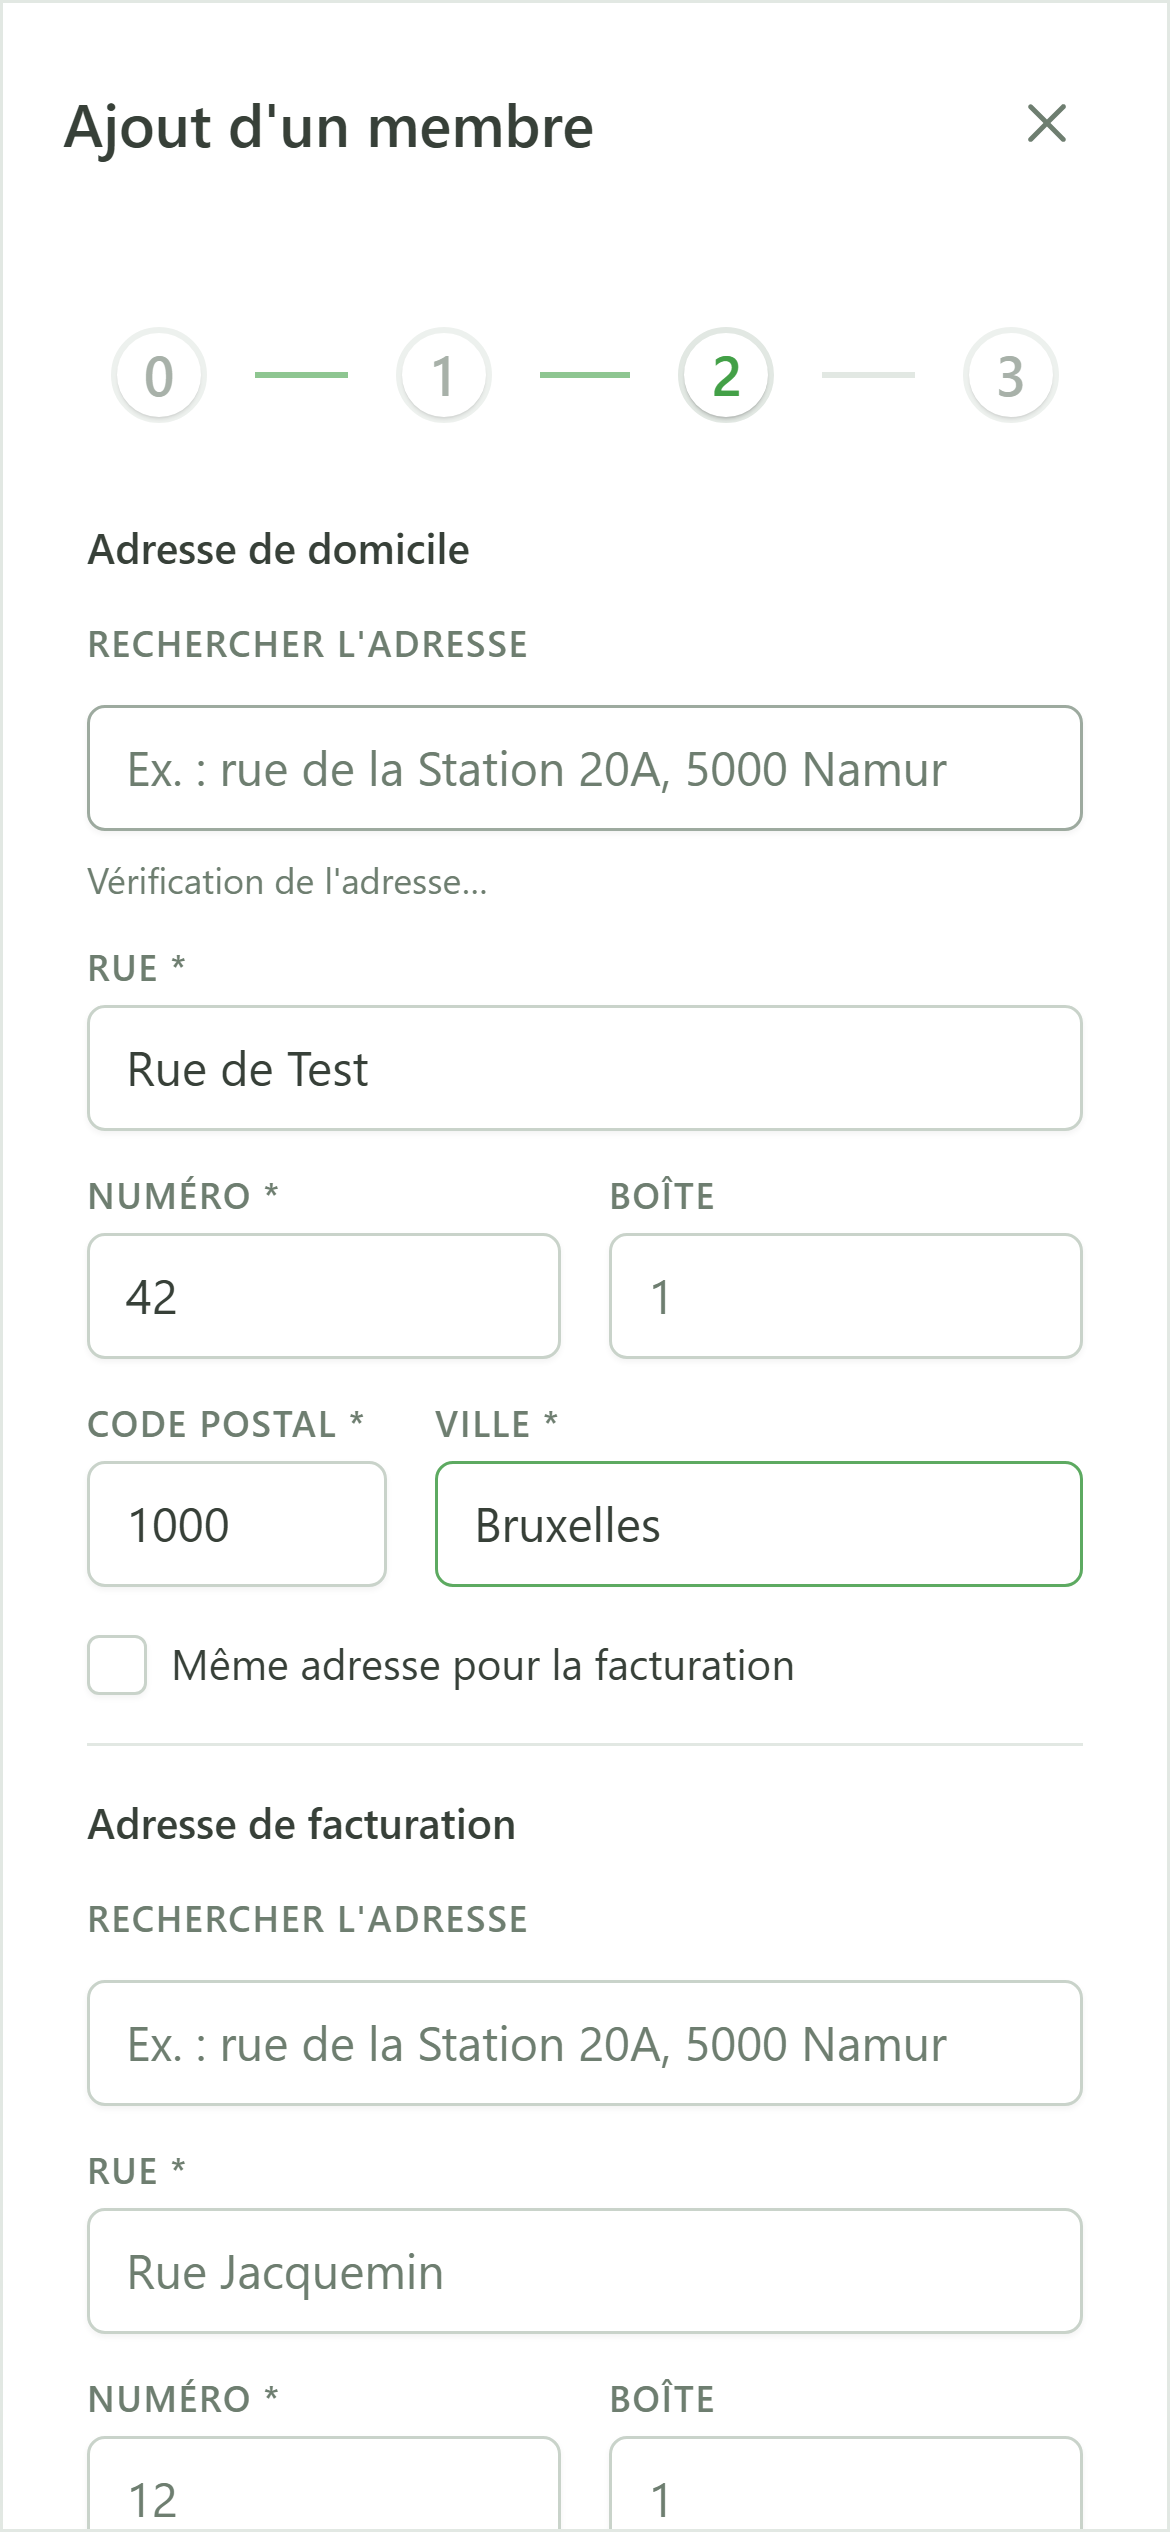 Ajout d'un membre
0 1 2 3
Adresse de domicile
RECHERCHER L'ADRESSE
Ex. : rue de la Station 20A, 5000 Namur
Vérification de l'adresse...
RUE *
Rue de Test
NUMÉRO * BOÎTE
42 1
CODE POSTAL * VILLE *
1000 Bruxelles
Même adresse pour la facturation
Adresse de facturation
RECHERCHER L'ADRESSE
Ex. : rue de la Station 20A, 5000 Namur
RUE *
Rue Jacquemin
NUMÉRO * BOÎTE
12 1